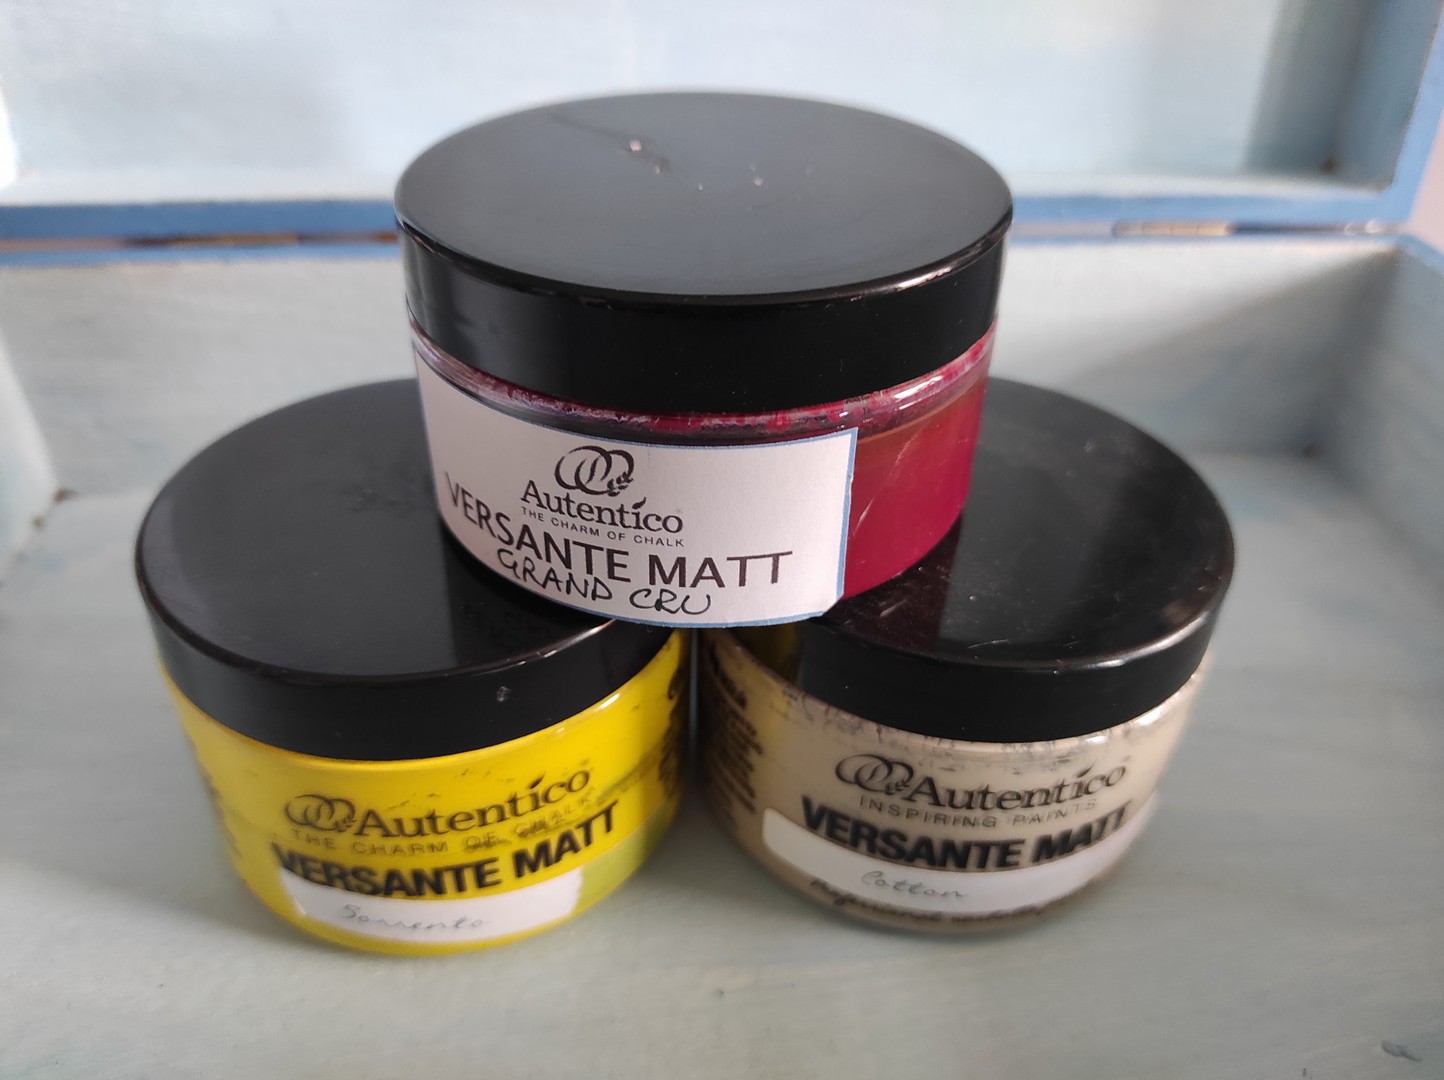 Autentico
THE CHARM OF CHALK
VERSANTE MATT
GRAND CRU
Autentico
THE CHARM OF CHALK
VERSANTE MATT
Sorrento
Autentico
INSPIRING PAINTS
VERSANTE MATT
Cotton